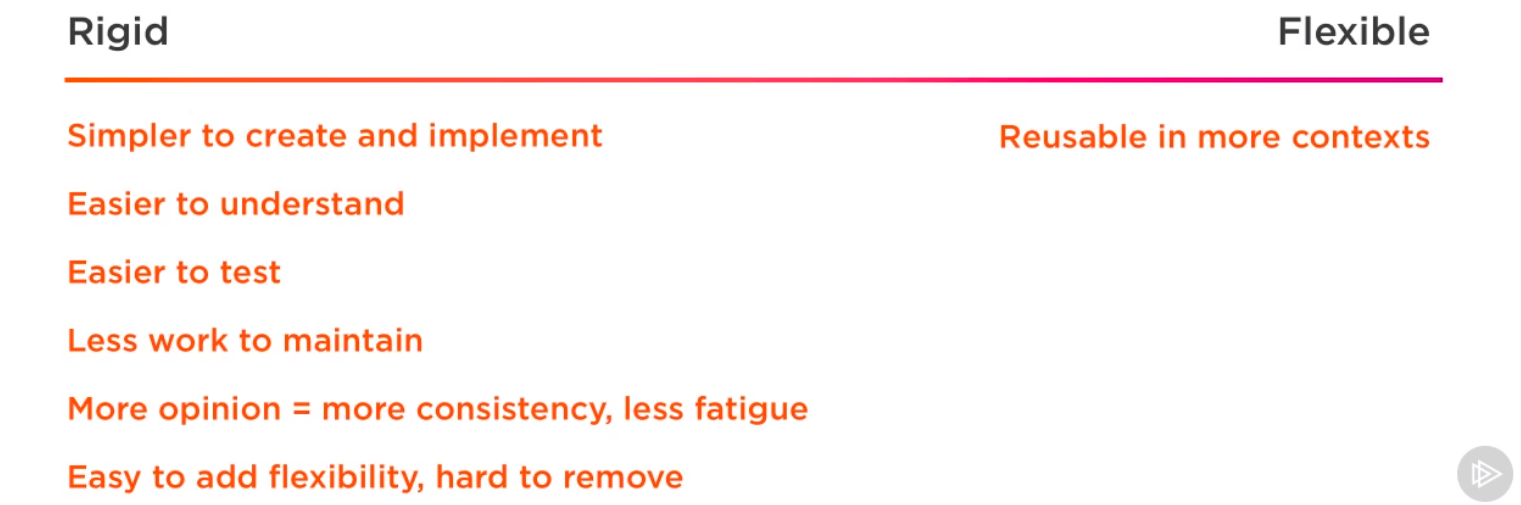 Rigid
Flexible
Simpler to create and implement
Reusable in more contexts
Easier to understand
Easier to test
Less work to maintain
More opinion = more consistency, less fatigue
Easy to add flexibility, hard to remove